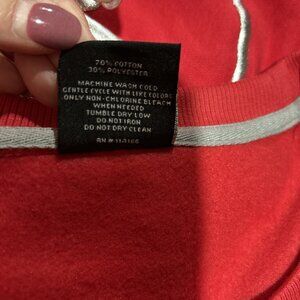 70% COTTON
30% POLYESTER
MACHINE WASH COLD
GENTLE CYCLE WITH LIKE COLORS
ONLY NON-CHLORINE BLEACH
WHEN NEEDED
TUMBLE DRY LOW
DO NOT IRON
DO NOT DRY CLEAN
RN #